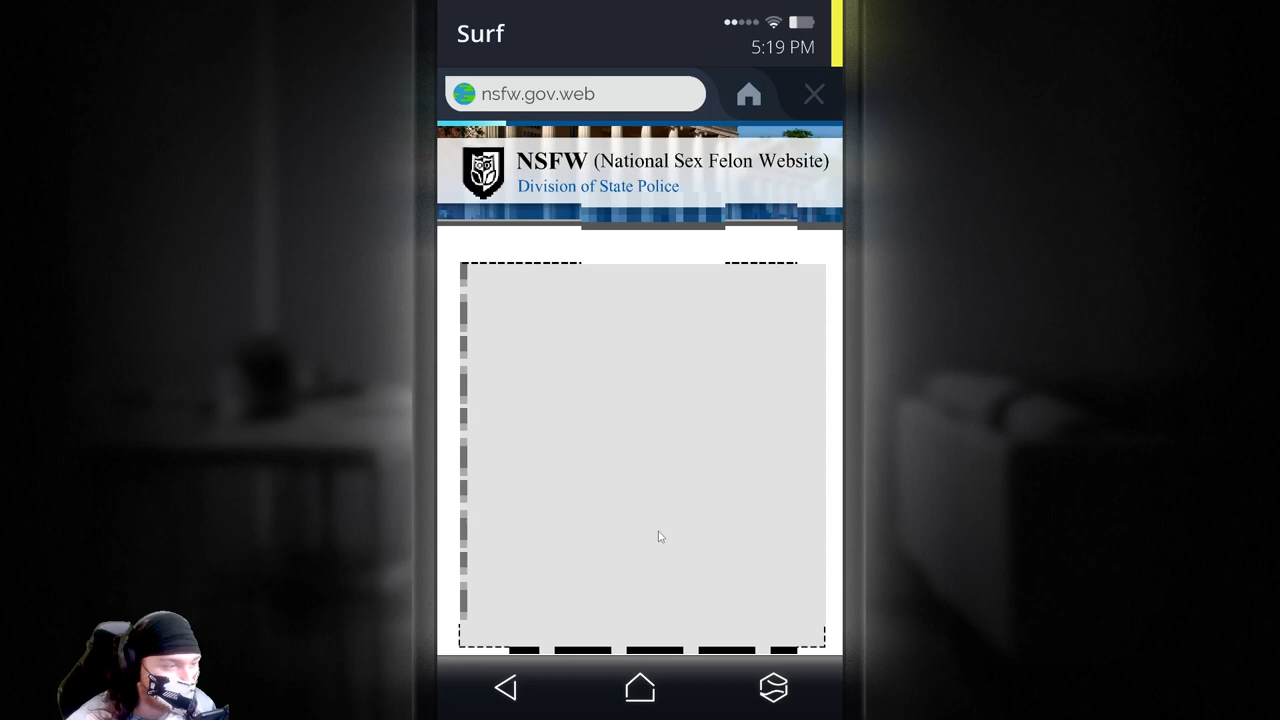 Surf
5:19 PM
nsfw.gov.web
NSFW (National Sex Felon Website)
Division of State Police